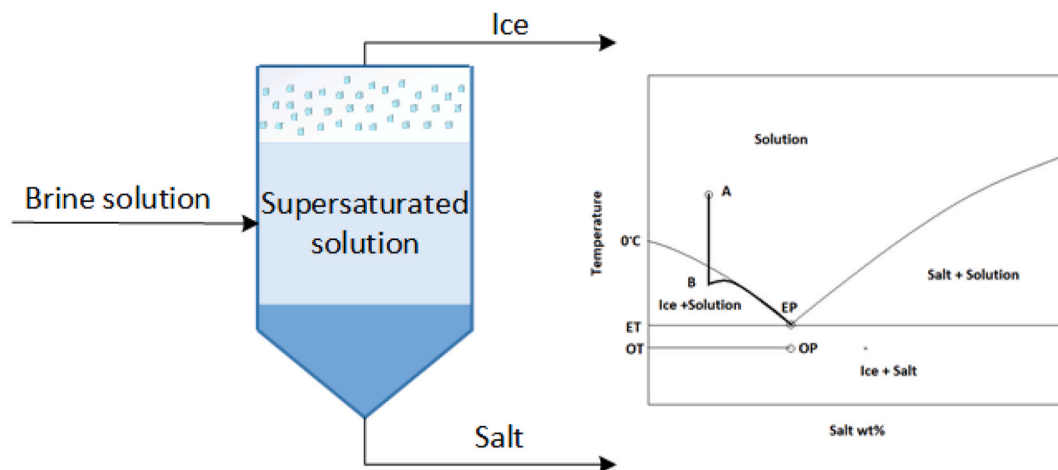 Ice
Brine solution
Supersaturated
solution
Salt
Temperature
Solution
A
0°C
B
Salt + Solution
Ice +Solution
EP
ET
OT
OP
Ice + Salt
Salt wt%